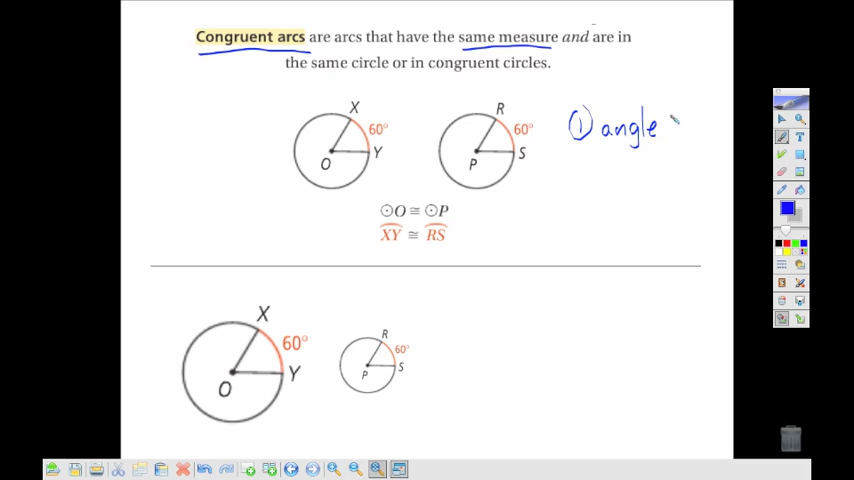 Congruent arcs are arcs that have the same measure and are in
the same circle or in congruent circles.
X
60°
Y
O
R
60°
S
P
① angle
⊙O ≅ ⊙P
XY ≅ RS
X
60°
Y
O
R
60°
S
P